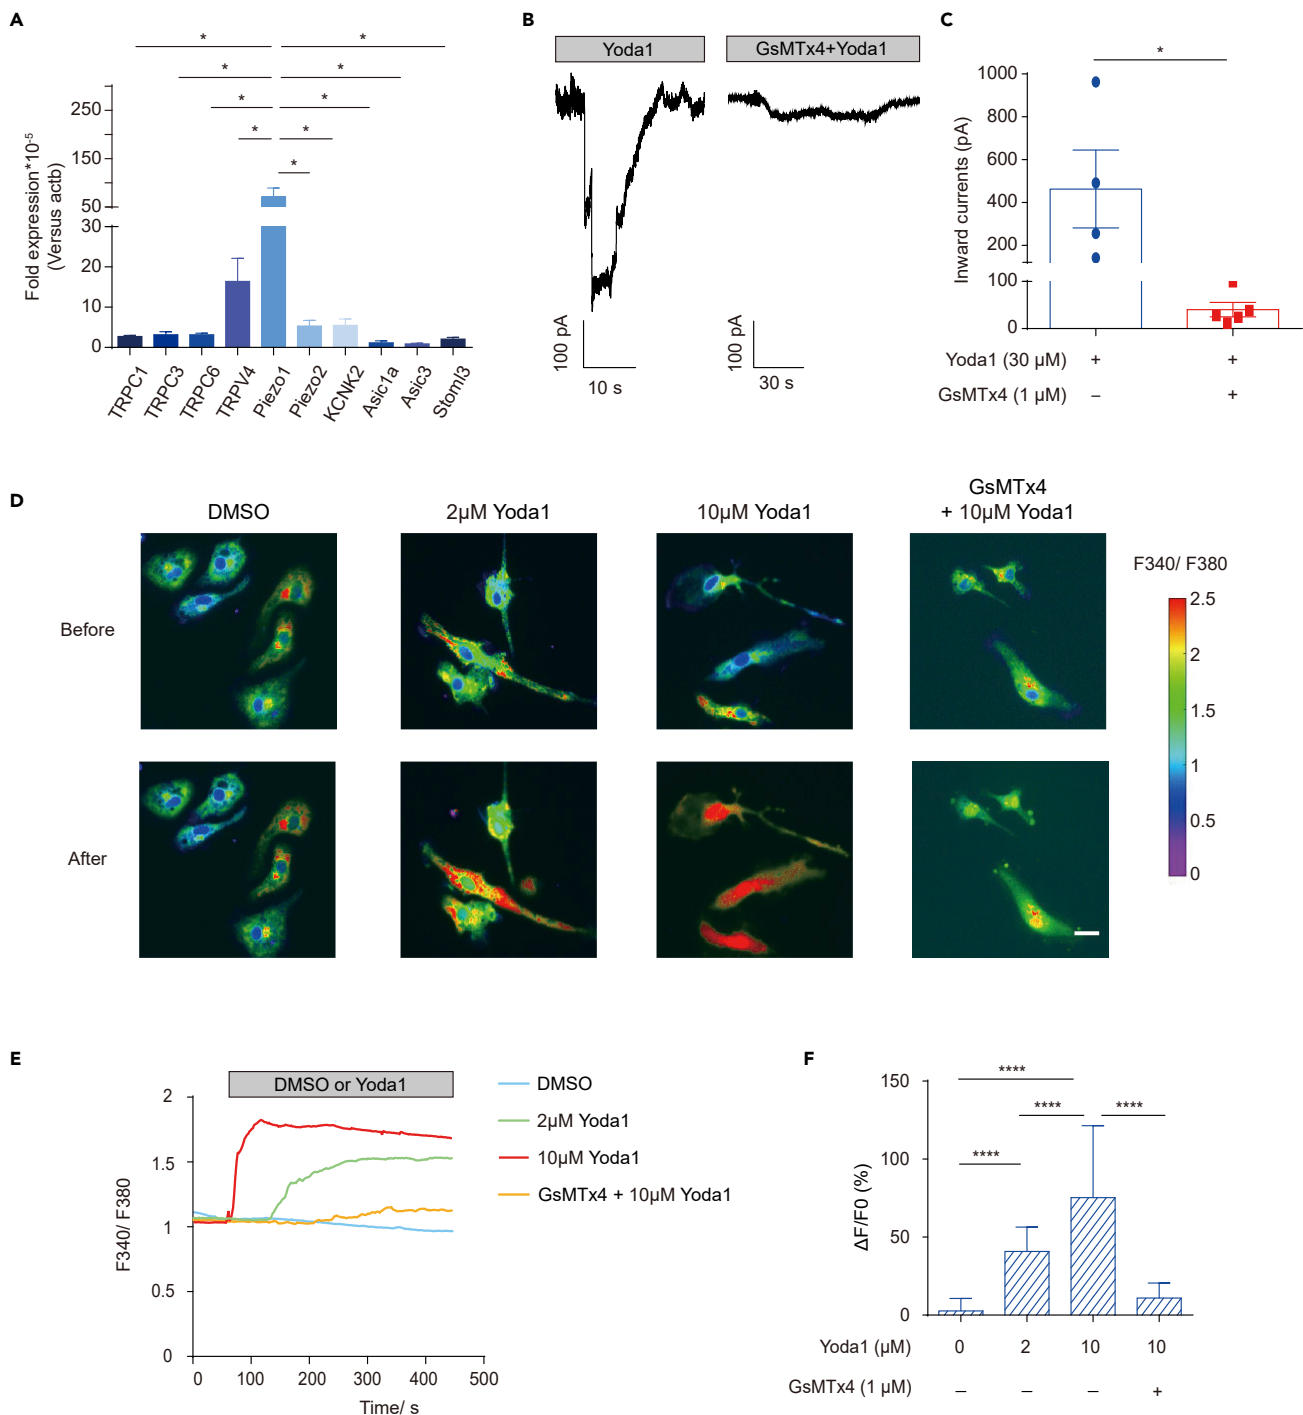 A
* *
* *
* *
* *
*
Fold expression*10-5
(Versus actb)
250
150
50
30
20
10
0
TRPC1
TRPC3
TRPC6
TRPV4
Piezo1
Piezo2
KCNK2
Asic1a
Asic3
Stoml3
B
Yoda1
GsMTx4+Yoda1
100 pA
10 s
100 pA
30 s
C
*
Inward currents (pA)
1000
800
600
400
200
100
0
Yoda1 (30 µM) + +
GsMTx4 (1 µM) – +
D
DMSO
2µM Yoda1
10µM Yoda1
GsMTx4
+ 10µM Yoda1
Before
After
F340/ F380
2.5
2
1.5
1
0.5
0
E
DMSO or Yoda1
F340/ F380
2
1.5
1
0.5
0
0 100 200 300 400 500
Time/ s
DMSO
2µM Yoda1
10µM Yoda1
GsMTx4 + 10µM Yoda1
F
****
**** ****
****
ΔF/F0 (%)
150
100
50
0
Yoda1 (µM) 0 2 10 10
GsMTx4 (1 µM) – – – +